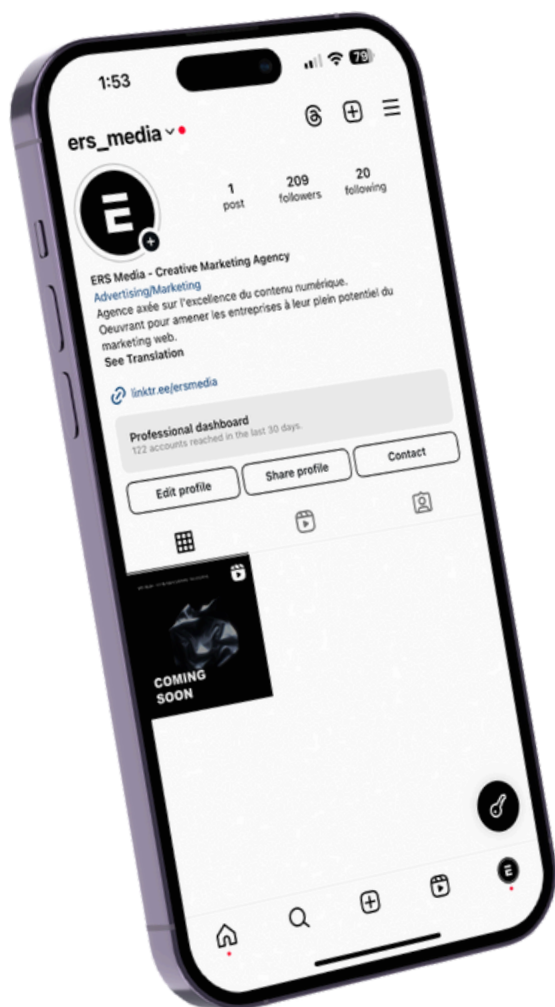 1:53
79
ers_media
1
post
209
followers
20
following
ERS Media - Creative Marketing Agency
Advertising/Marketing
Agence axée sur l'excellence du contenu numérique.
Oeuvrant pour amener les entreprises à leur plein potentiel du
marketing web.
See Translation
linktr.ee/ersmedia
Professional dashboard
122 accounts reached in the last 30 days.
Edit profile
Share profile
Contact
COMING
SOON